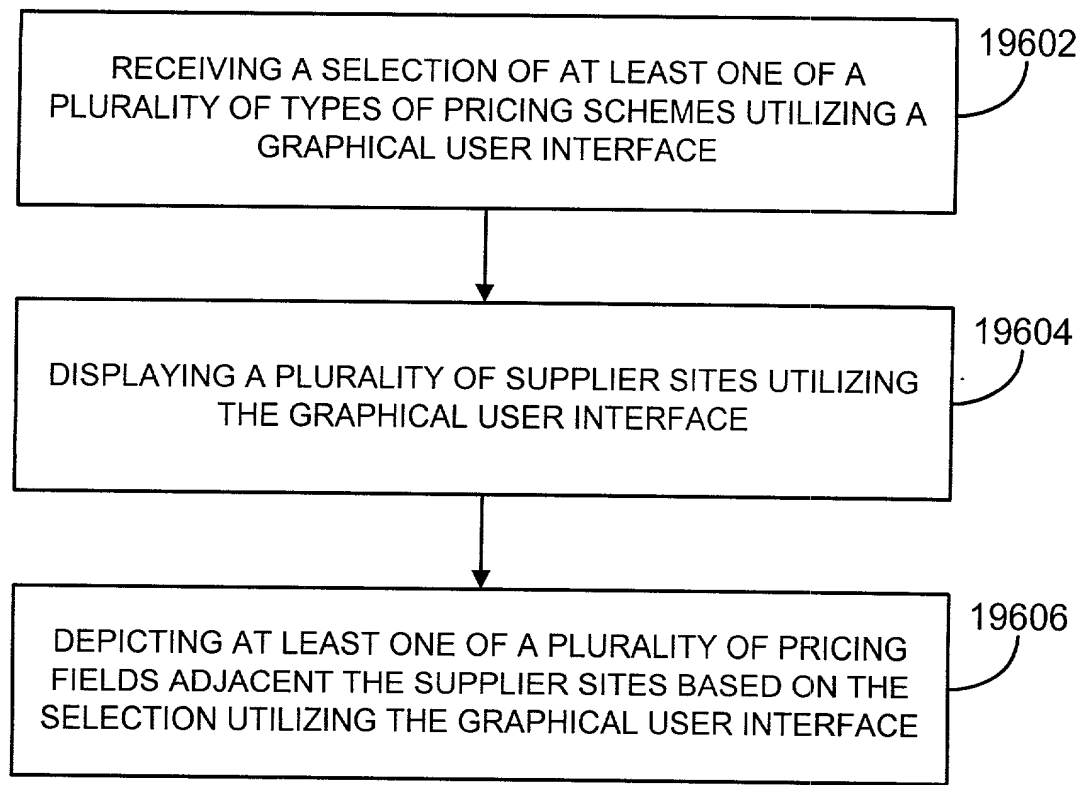 19602
RECEIVING A SELECTION OF AT LEAST ONE OF A
PLURALITY OF TYPES OF PRICING SCHEMES UTILIZING A
GRAPHICAL USER INTERFACE
19604
DISPLAYING A PLURALITY OF SUPPLIER SITES UTILIZING
THE GRAPHICAL USER INTERFACE
19606
DEPICTING AT LEAST ONE OF A PLURALITY OF PRICING
FIELDS ADJACENT THE SUPPLIER SITES BASED ON THE
SELECTION UTILIZING THE GRAPHICAL USER INTERFACE